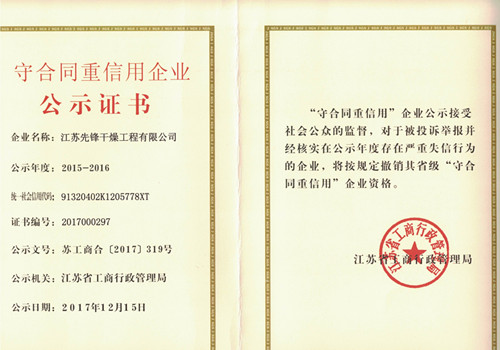 守合同重信用企业
公示证书
企业名称：江苏先锋干燥工程有限公司
公示年度：2015-2016
统一社会信用代码：91320402K1205778XT
证书编号：2017000297
公示文号：苏工商合〔2017〕319号
公示机关：江苏省工商行政管理局
公示日期：2017年12月15日
“守合同重信用”企业公示接受
社会公众的监督，对于被投诉举报并
经核实在公示年度存在严重失信行为
的企业，将按规定撤销其省级“守合
同重信用”企业资格。
江苏省工商行政管理局
江苏省工商行政管理局